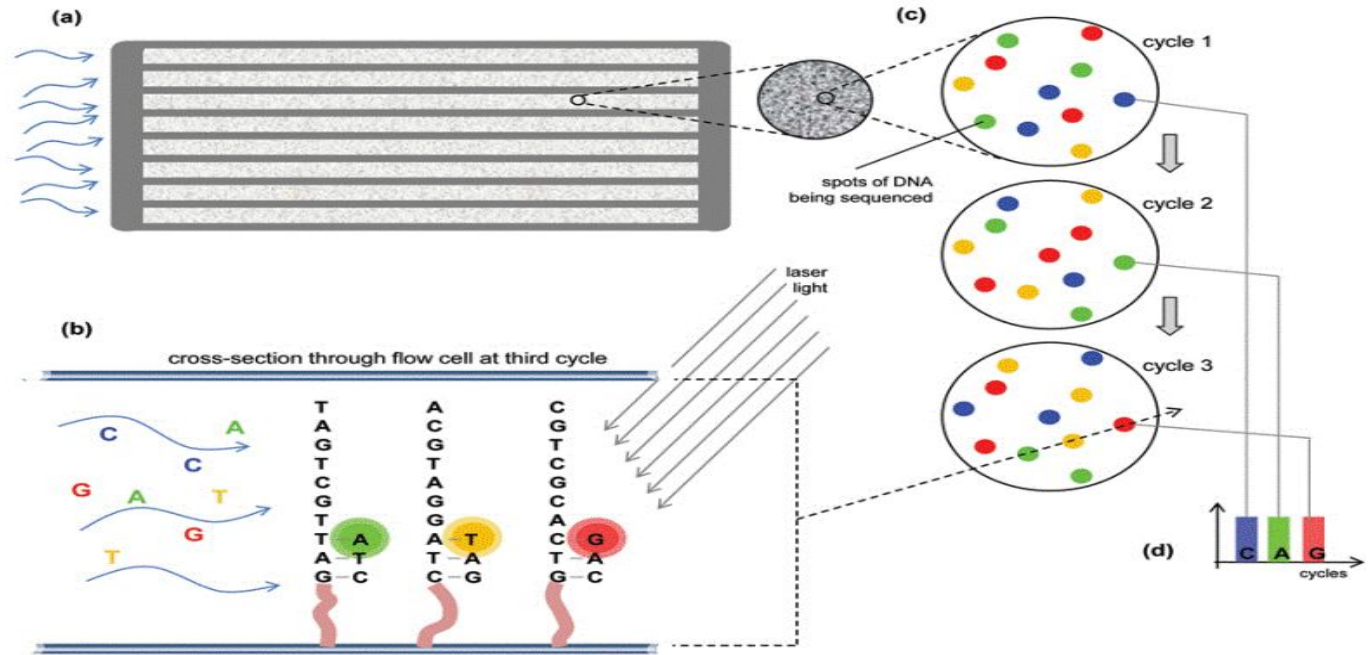 (a)
(c)
cycle 1
spots of DNA
being sequenced
cycle 2
laser
light
(b)
cross-section through flow cell at third cycle
cycle 3
C A
C
G A T
G
T
T A C
A C G
G G T
T T C
C A G
G G C
T G A
T A T A C T G
A T C T A G T A C
G C C G G C
(d)
C A G
cycles